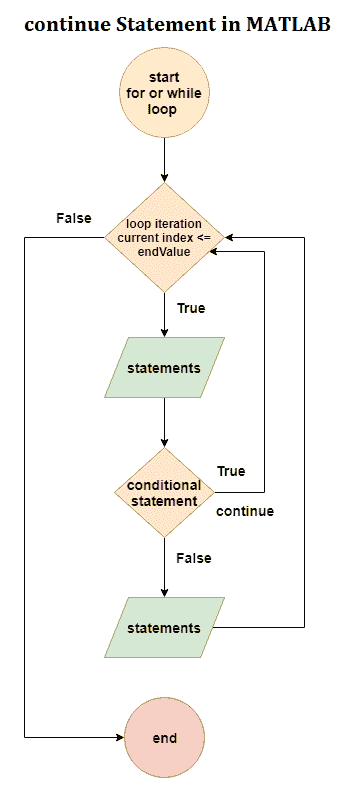 continue Statement in MATLAB
start
for or while
loop
False
loop iteration
current index <=
endValue
True
statements
True
conditional
statement
continue
False
statements
end